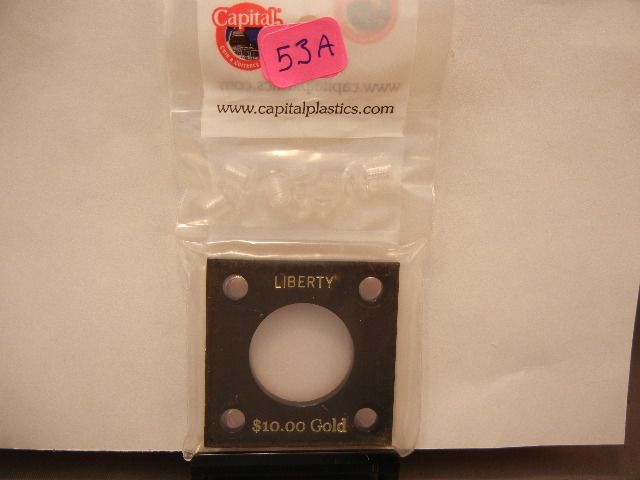 Capital
53A
www.capitalplastics.com
LIBERTY
$10.00 Gold